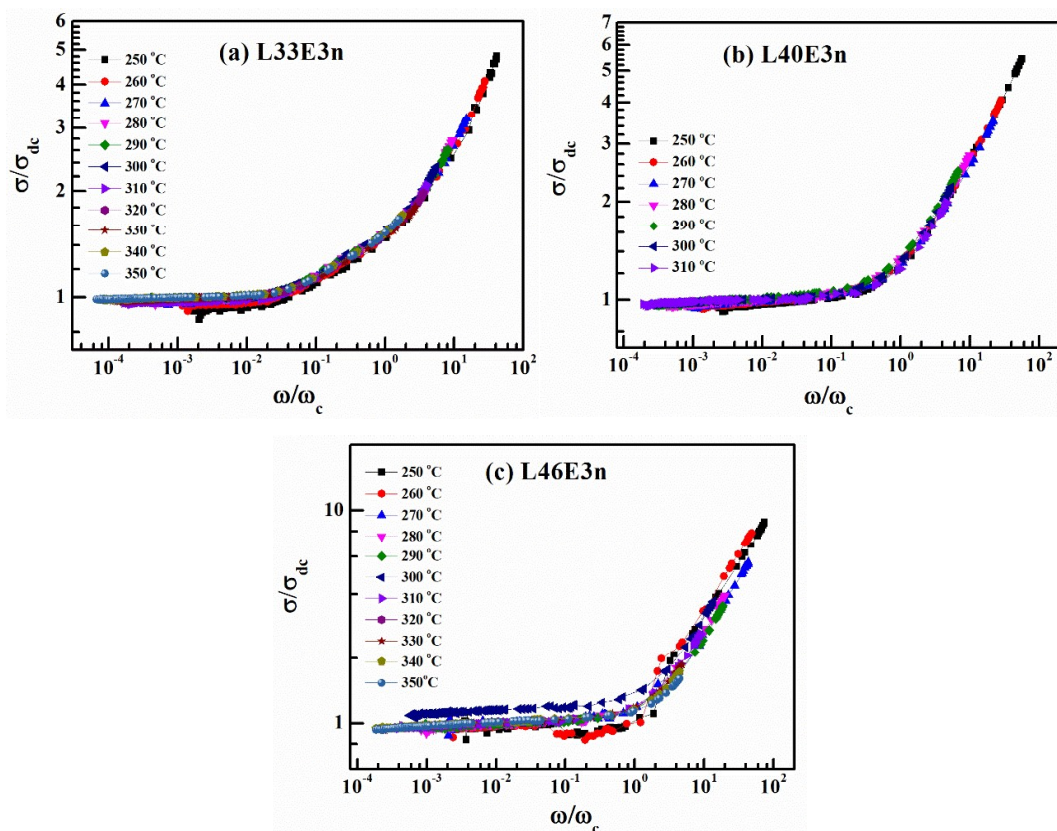 (a) L33E3n
6
5
4
3
2
1
σ/σdc
250 °C
260 °C
270 °C
280 °C
290 °C
300 °C
310 °C
320 °C
330 °C
340 °C
350 °C
10⁻⁴ 10⁻³ 10⁻² 10⁻¹ 10⁰ 10¹ 10²
ω/ωc
(b) L40E3n
7
6
5
4
3
2
1
σ/σdc
250 °C
260 °C
270 °C
280 °C
290 °C
300 °C
310 °C
10⁻⁴ 10⁻³ 10⁻² 10⁻¹ 10⁰ 10¹ 10²
ω/ωc
(c) L46E3n
10
1
σ/σdc
250 °C
260 °C
270 °C
280 °C
290 °C
300 °C
310 °C
320 °C
330 °C
340 °C
350°C
10⁻⁴ 10⁻³ 10⁻² 10⁻¹ 10⁰ 10¹ 10²
ω/ωc